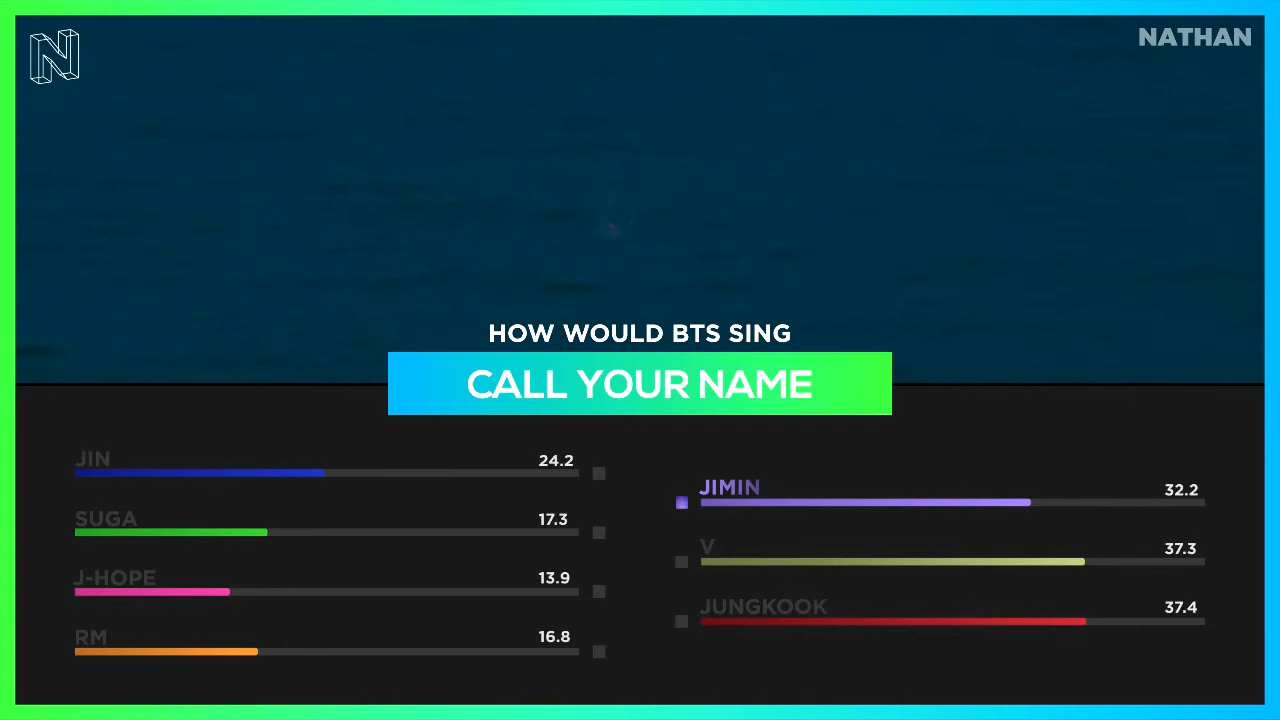 N
NATHAN
HOW WOULD BTS SING
CALL YOUR NAME
JIN 24.2
SUGA 17.3
J-HOPE 13.9
RM 16.8
JIMIN 32.2
V 37.3
JUNGKOOK 37.4